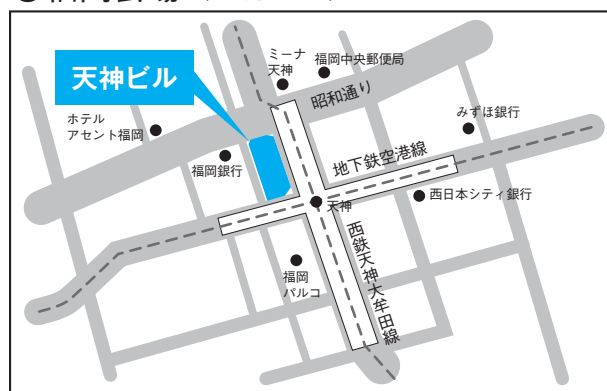 天神ビル
ミーナ
天神
福岡中央郵便局
昭和通り
ホテル
アセント福岡
福岡銀行
みずほ銀行
地下鉄空港線
西日本シティ銀行
天神
福岡
パルコ
西鉄天神大牟田線